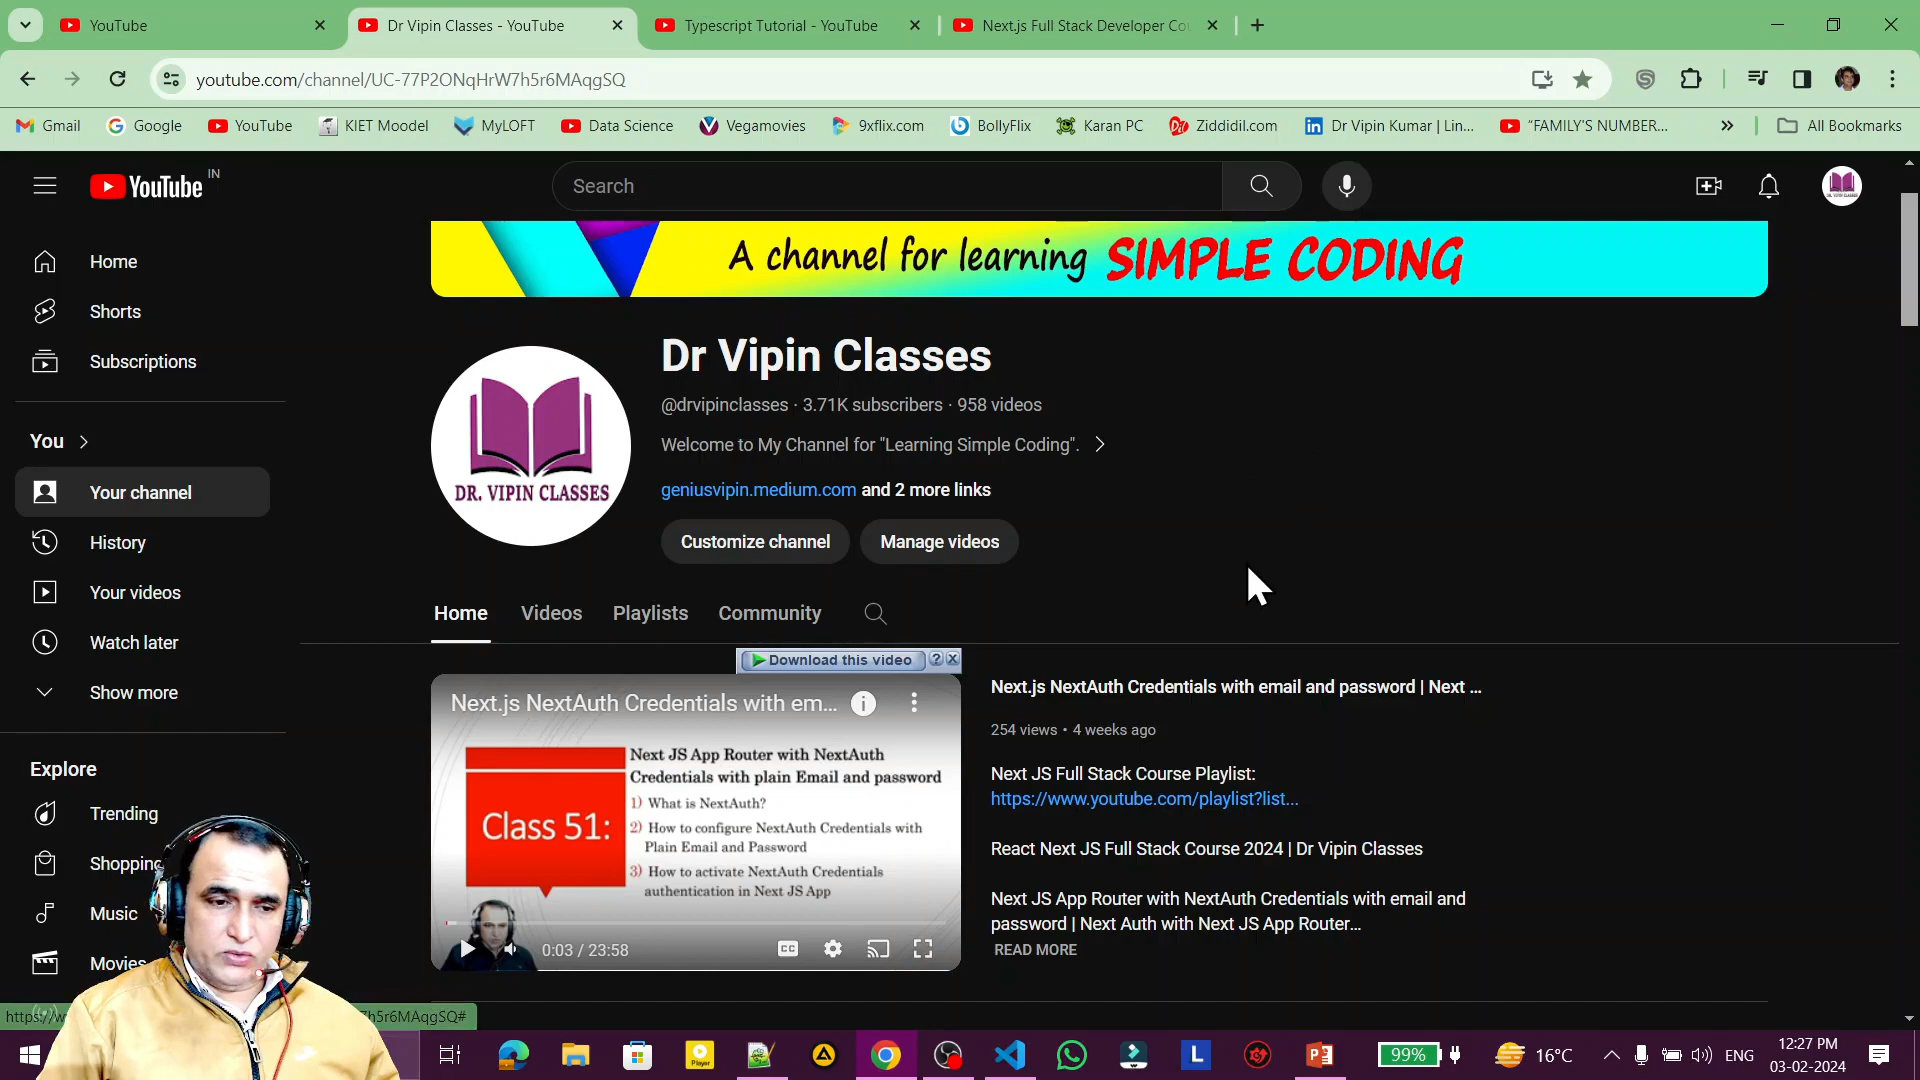 YouTube
Dr Vipin Classes - YouTube
Typescript Tutorial - YouTube
Next.js Full Stack Developer Co
youtube.com/channel/UC-77P2ONqHrW7h5r6MAqgSQ
Gmail
Google
YouTube
KIET Moodel
MyLOFT
Data Science
Vegamovies
9xflix.com
BollyFlix
Karan PC
Ziddidil.com
Dr Vipin Kumar | Lin...
"FAMILY'S NUMBER...
All Bookmarks
YouTube IN
Search
A channel for learning SIMPLE CODING
Home
Shorts
Subscriptions
You
Your channel
History
Your videos
Watch later
Show more
Explore
Trending
Shopping
Music
Movies
DR. VIPIN CLASSES
Dr Vipin Classes
@drvipinclasses · 3.71K subscribers · 958 videos
Welcome to My Channel for "Learning Simple Coding".
geniusvipin.medium.com and 2 more links
Customize channel
Manage videos
Home
Videos
Playlists
Community
Download this video
Next.js NextAuth Credentials with em...
Class 51:
Next JS App Router with NextAuth
Credentials with plain Email and password
1) What is NextAuth?
2) How to configure NextAuth Credentials with
Plain Email and Password
3) How to activate NextAuth Credentials
authentication in Next JS App
0:03 / 23:58
Next.js NextAuth Credentials with email and password | Next ...
254 views • 4 weeks ago
Next JS Full Stack Course Playlist:
https://www.youtube.com/playlist?list...
React Next JS Full Stack Course 2024 | Dr Vipin Classes
Next JS App Router with NextAuth Credentials with email and
password | Next Auth with Next JS App Router...
READ MORE
https://w
7h5r6MAqgSQ#
99%
16°C
ENG
12:27 PM
03-02-2024